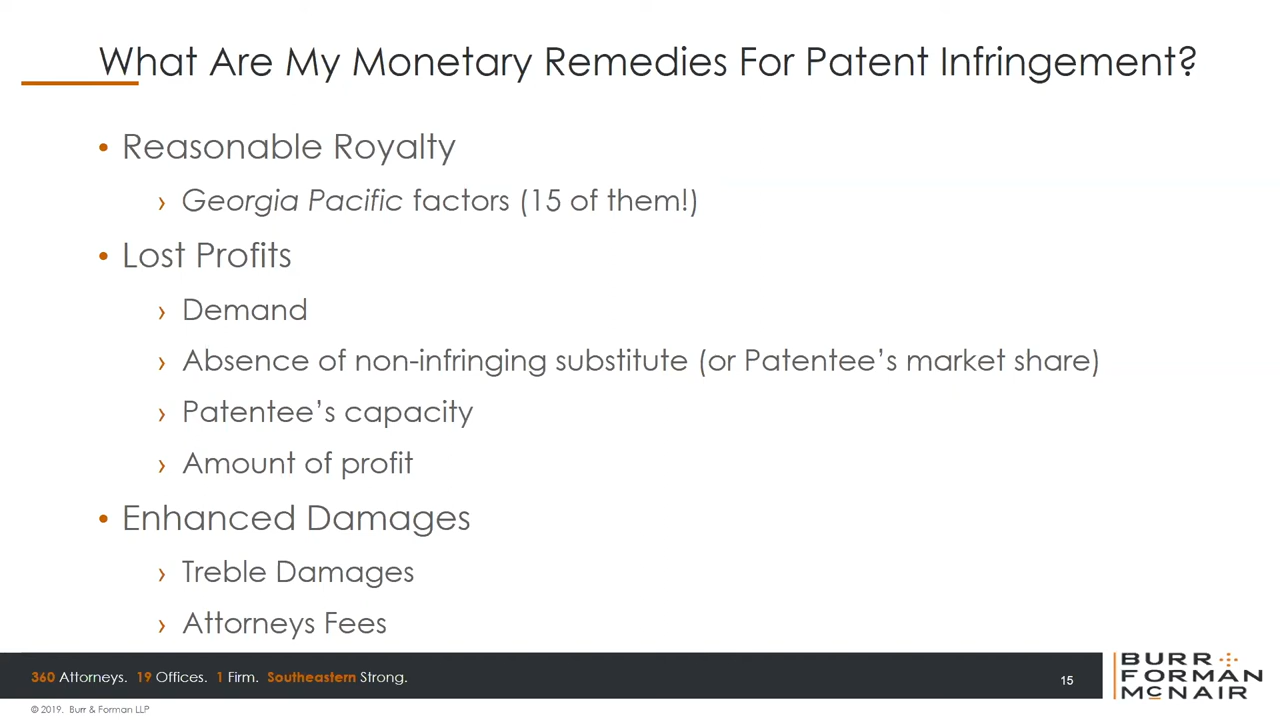 What Are My Monetary Remedies For Patent Infringement?
• Reasonable Royalty
› Georgia Pacific factors (15 of them!)
• Lost Profits
› Demand
› Absence of non-infringing substitute (or Patentee’s market share)
› Patentee’s capacity
› Amount of profit
• Enhanced Damages
› Treble Damages
› Attorneys Fees
360 Attorneys. 19 Offices. 1 Firm. Southeastern Strong.
15
BURR
FORMAN
MCNAIR
© 2019. Burr & Forman LLP